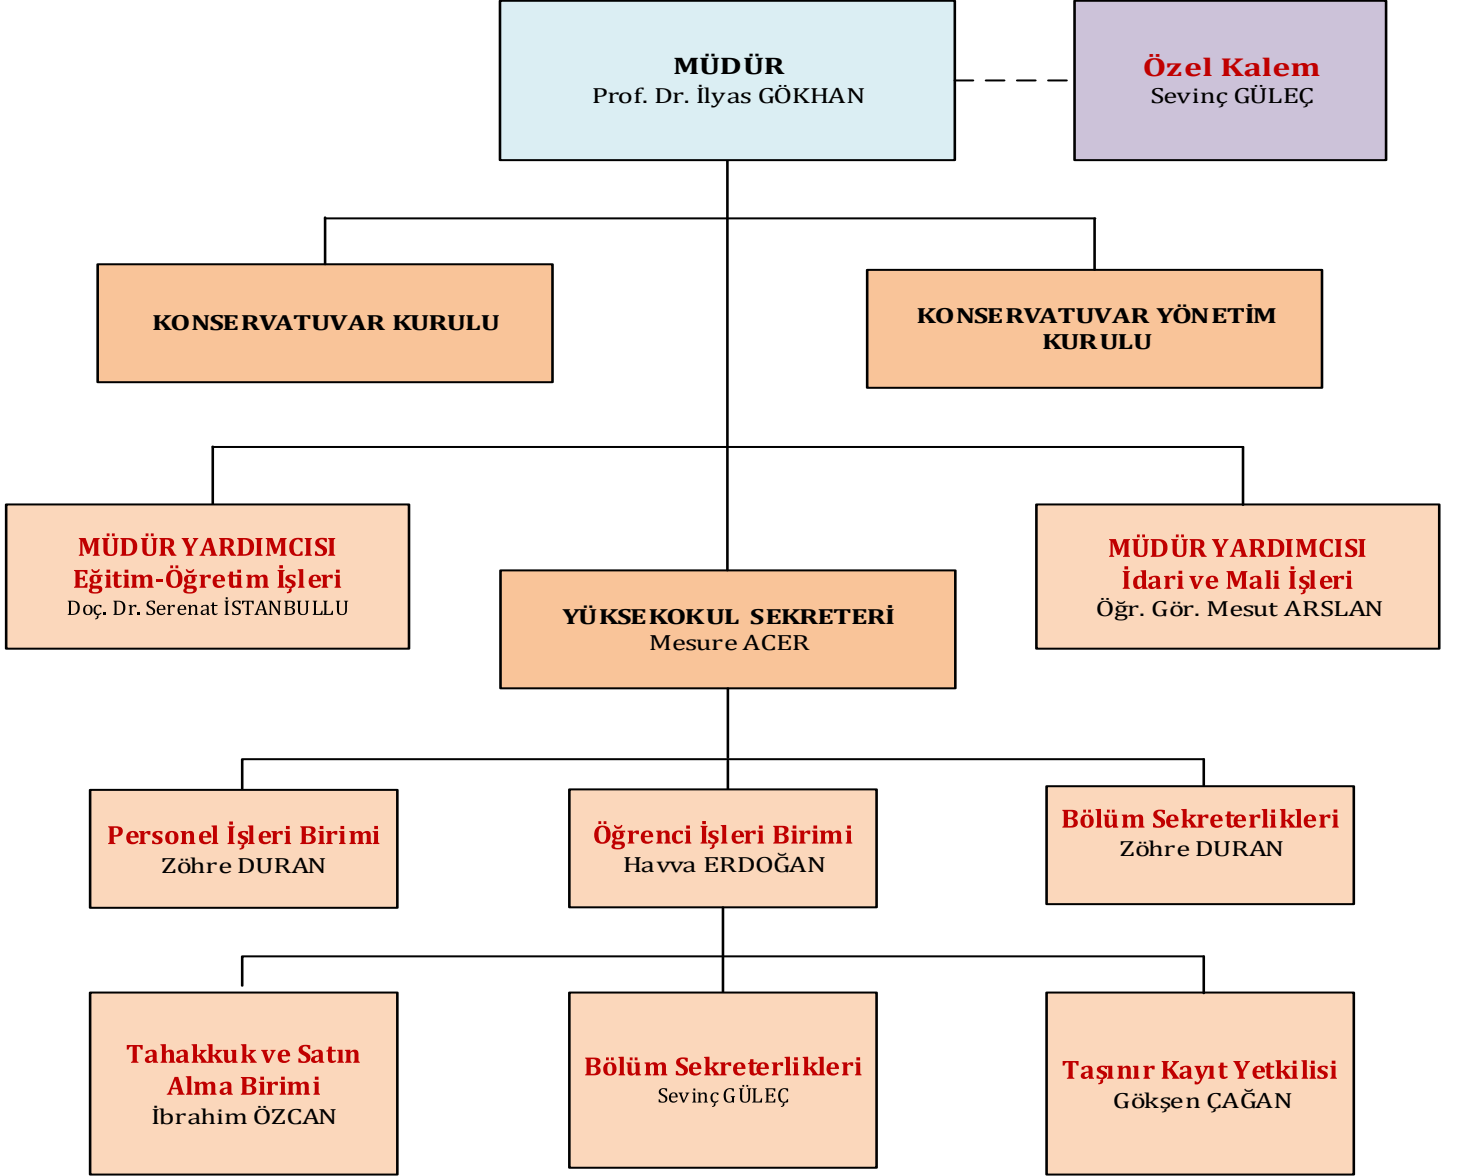 MÜDÜR
Prof. Dr. İlyas GÖKHAN
Özel Kalem
Sevinç GÜLEÇ
KONSERVATUVAR KURULU
KONSERVATUVAR YÖNETİM
KURULU
MÜDÜR YARDIMCISI
Eğitim-Öğretim İşleri
Doç. Dr. Serenat İSTANBULLU
YÜKSEKOKUL SEKRETERİ
Mesure ACER
MÜDÜR YARDIMCISI
İdari ve Mali İşleri
Öğr. Gör. Mesut ARSLAN
Personel İşleri Birimi
Zöhre DURAN
Öğrenci İşleri Birimi
Havva ERDOĞAN
Bölüm Sekreterlikleri
Zöhre DURAN
Tahakkuk ve Satın
Alma Birimi
İbrahim ÖZCAN
Bölüm Sekreterlikleri
Sevinç GÜLEÇ
Taşınır Kayıt Yetkilisi
Gökşen ÇAĞAN